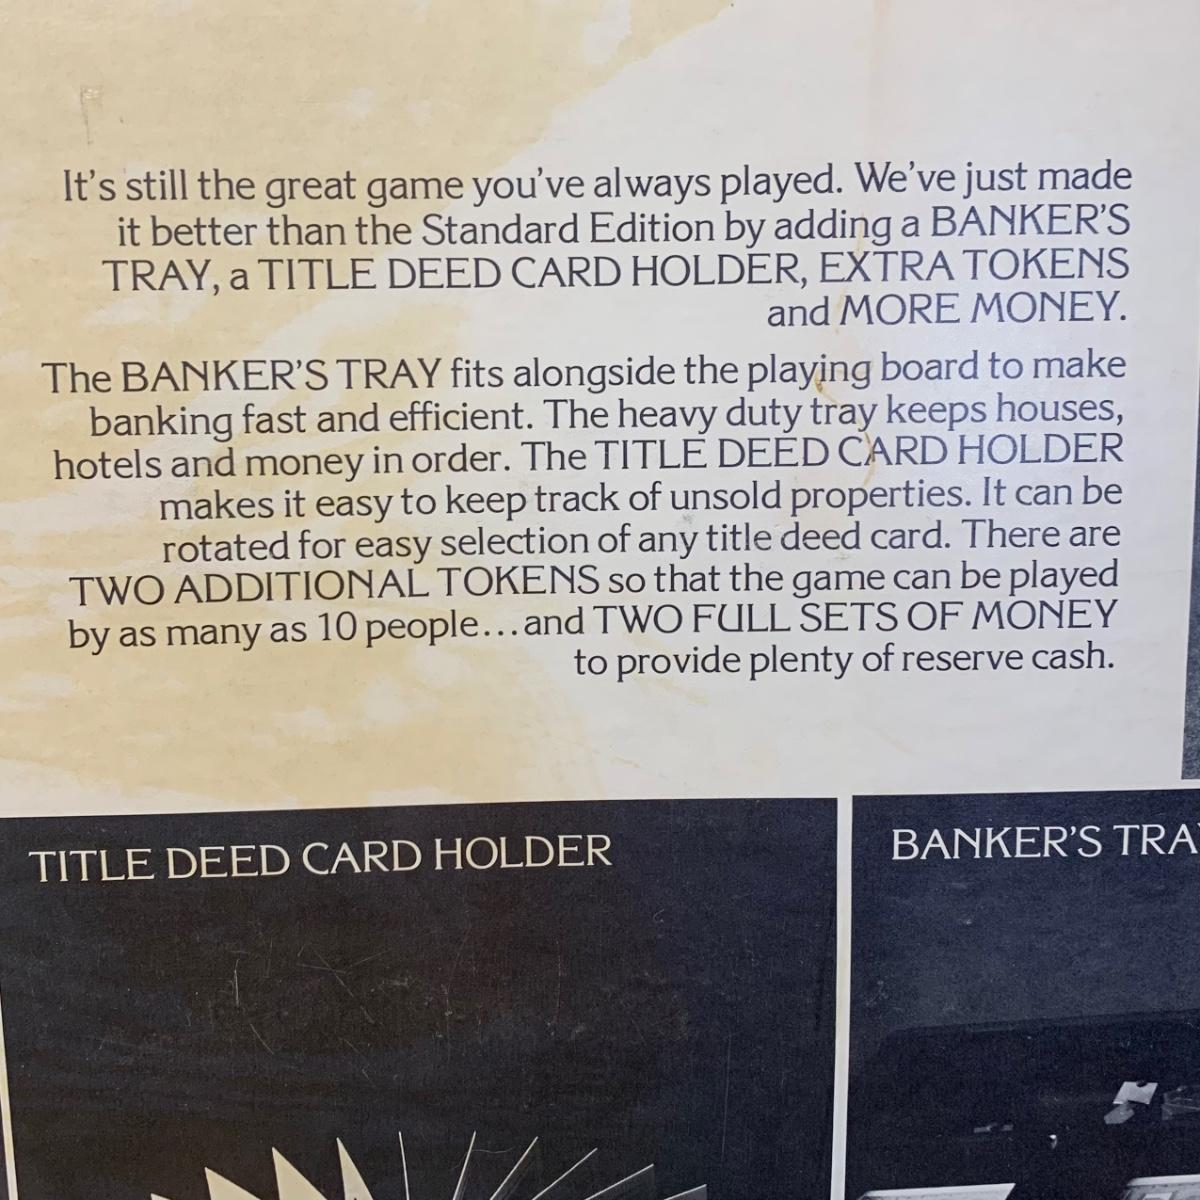 It's still the great game you've always played. We've just made
it better than the Standard Edition by adding a BANKER'S
TRAY, a TITLE DEED CARD HOLDER, EXTRA TOKENS
and MORE MONEY.
The BANKER'S TRAY fits alongside the playing board to make
banking fast and efficient. The heavy duty tray keeps houses,
hotels and money in order. The TITLE DEED CARD HOLDER
makes it easy to keep track of unsold properties. It can be
rotated for easy selection of any title deed card. There are
TWO ADDITIONAL TOKENS so that the game can be played
by as many as 10 people...and TWO FULL SETS OF MONEY
to provide plenty of reserve cash.
TITLE DEED CARD HOLDER
BANKER'S TRA